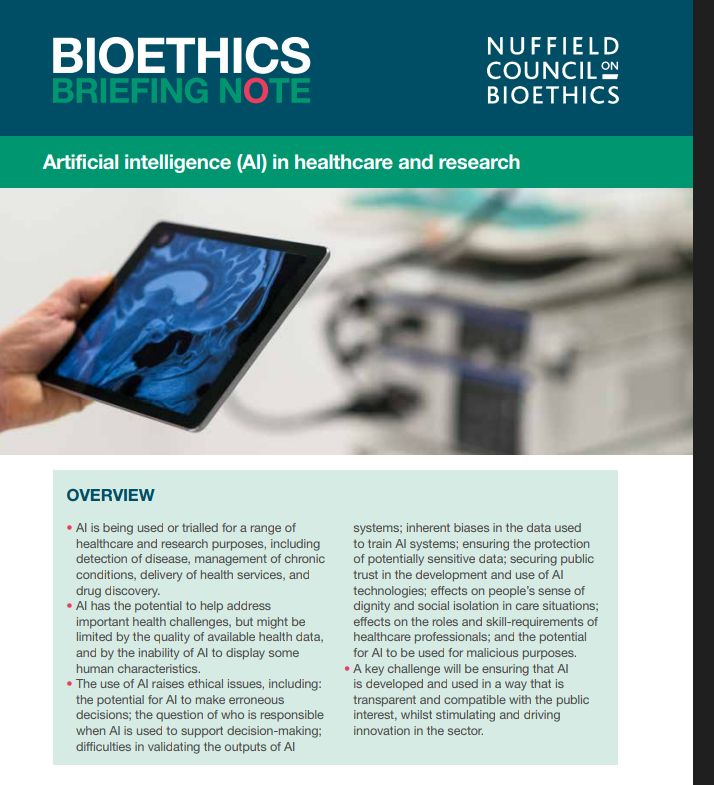 BIOETHICS
BRIEFING NOTE
NUFFIELD
COUNCIL ON
BIOETHICS
Artificial intelligence (AI) in healthcare and research
OVERVIEW
• AI is being used or trialled for a range of
healthcare and research purposes, including
detection of disease, management of chronic
conditions, delivery of health services, and
drug discovery.
• AI has the potential to help address
important health challenges, but might be
limited by the quality of available health data,
and by the inability of AI to display some
human characteristics.
• The use of AI raises ethical issues, including:
the potential for AI to make erroneous
decisions; the question of who is responsible
when AI is used to support decision-making;
difficulties in validating the outputs of AI
systems; inherent biases in the data used
to train AI systems; ensuring the protection
of potentially sensitive data; securing public
trust in the development and use of AI
technologies; effects on people’s sense of
dignity and social isolation in care situations;
effects on the roles and skill-requirements of
healthcare professionals; and the potential
for AI to be used for malicious purposes.
• A key challenge will be ensuring that AI
is developed and used in a way that is
transparent and compatible with the public
interest, whilst stimulating and driving
innovation in the sector.